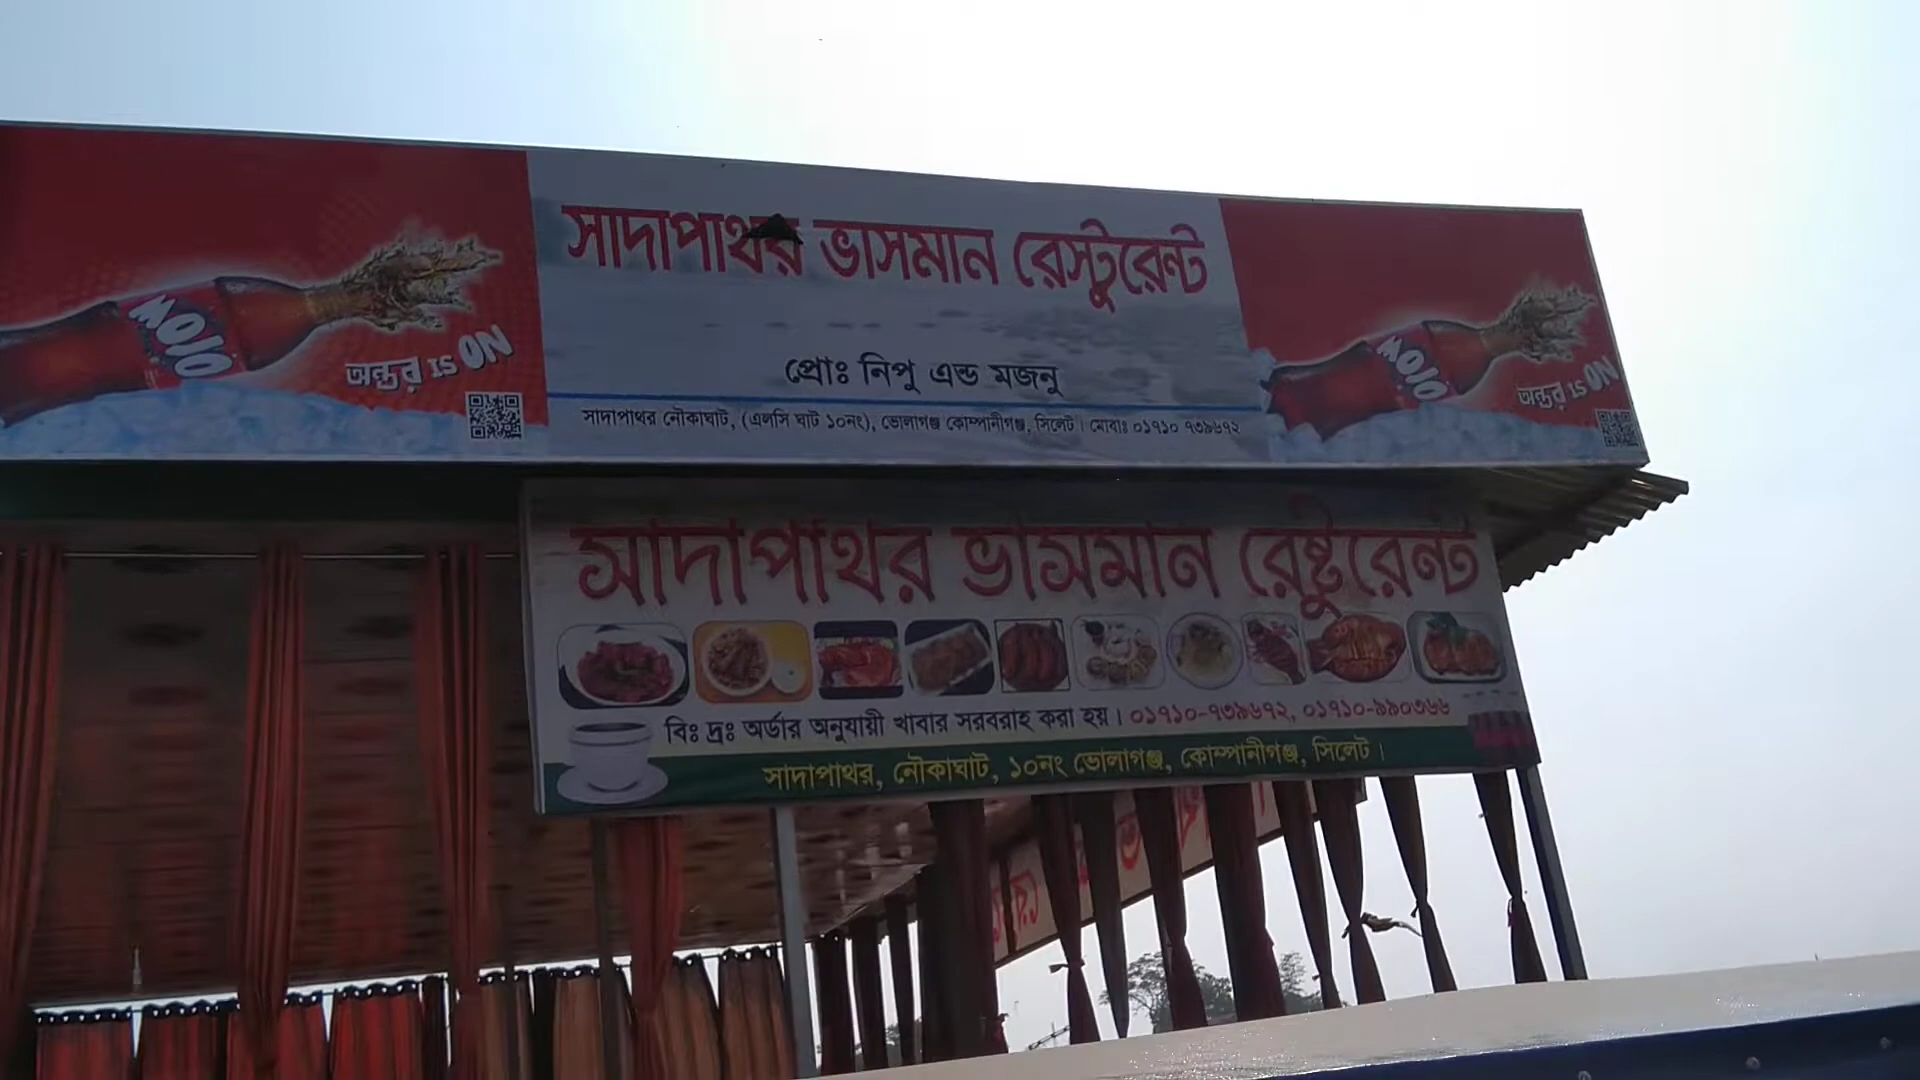 সাদাপাথর ভাসমান রেস্টুরেন্ট
MOJO
অন্তর IS ON
প্রোঃ নিপু এন্ড মজনু
সাদাপাথর নৌকাঘাট, (এলসি ঘাট ১০নং), ভোলাগঞ্জ কোম্পানীগঞ্জ, সিলেট। মোবাঃ ০১৭১০ ৭৩৯৬৭২
MOJO
অন্তর IS ON
সাদাপাথর ভাসমান রেষ্টুরেন্ট
বিঃ দ্রঃ অর্ডার অনুযায়ী খাবার সরবরাহ করা হয়। ০১৭১০-৭৩৯৬৭২, ০১৭১০-৯৯০৩৬৬
সাদাপাথর, নৌকাঘাট, ১০নং ভোলাগঞ্জ, কোম্পানীগঞ্জ, সিলেট।